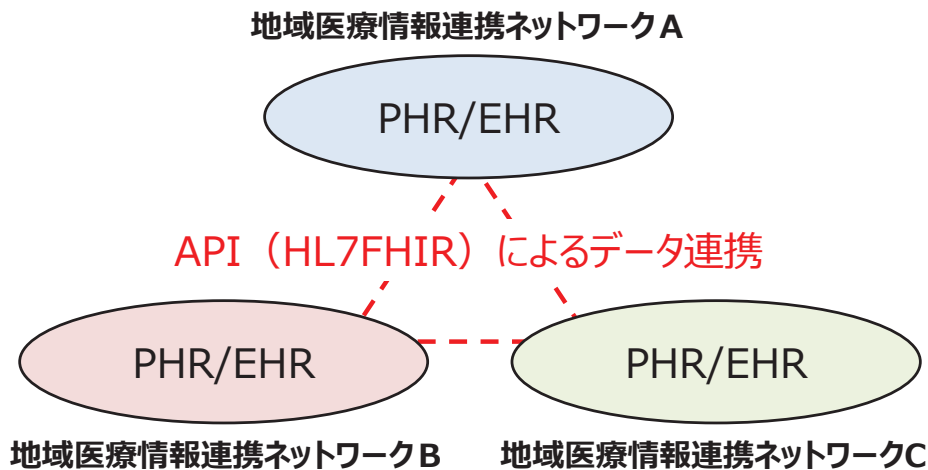 地域医療情報連携ネットワークA
PHR/EHR
API（HL7FHIR）によるデータ連携
PHR/EHR
PHR/EHR
地域医療情報連携ネットワークB
地域医療情報連携ネットワークC